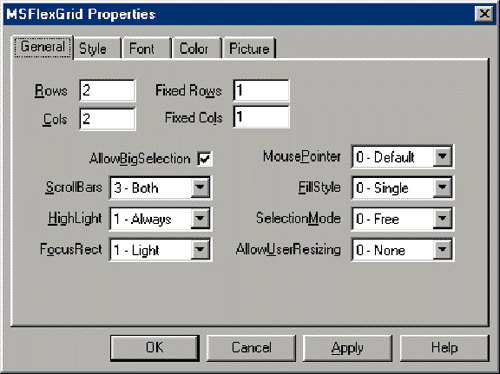 MSFlexGrid Properties
General Style Font Color Picture
Rows 2 Fixed Rows 1
Cols 2 Fixed Cols 1
AllowBigSelection MousePointer 0 - Default
ScrollBars 3 - Both FillStyle 0 - Single
HighLight 1 - Always SelectionMode 0 - Free
FocusRect 1 - Light AllowUserResizing 0 - None
OK Cancel Apply Help